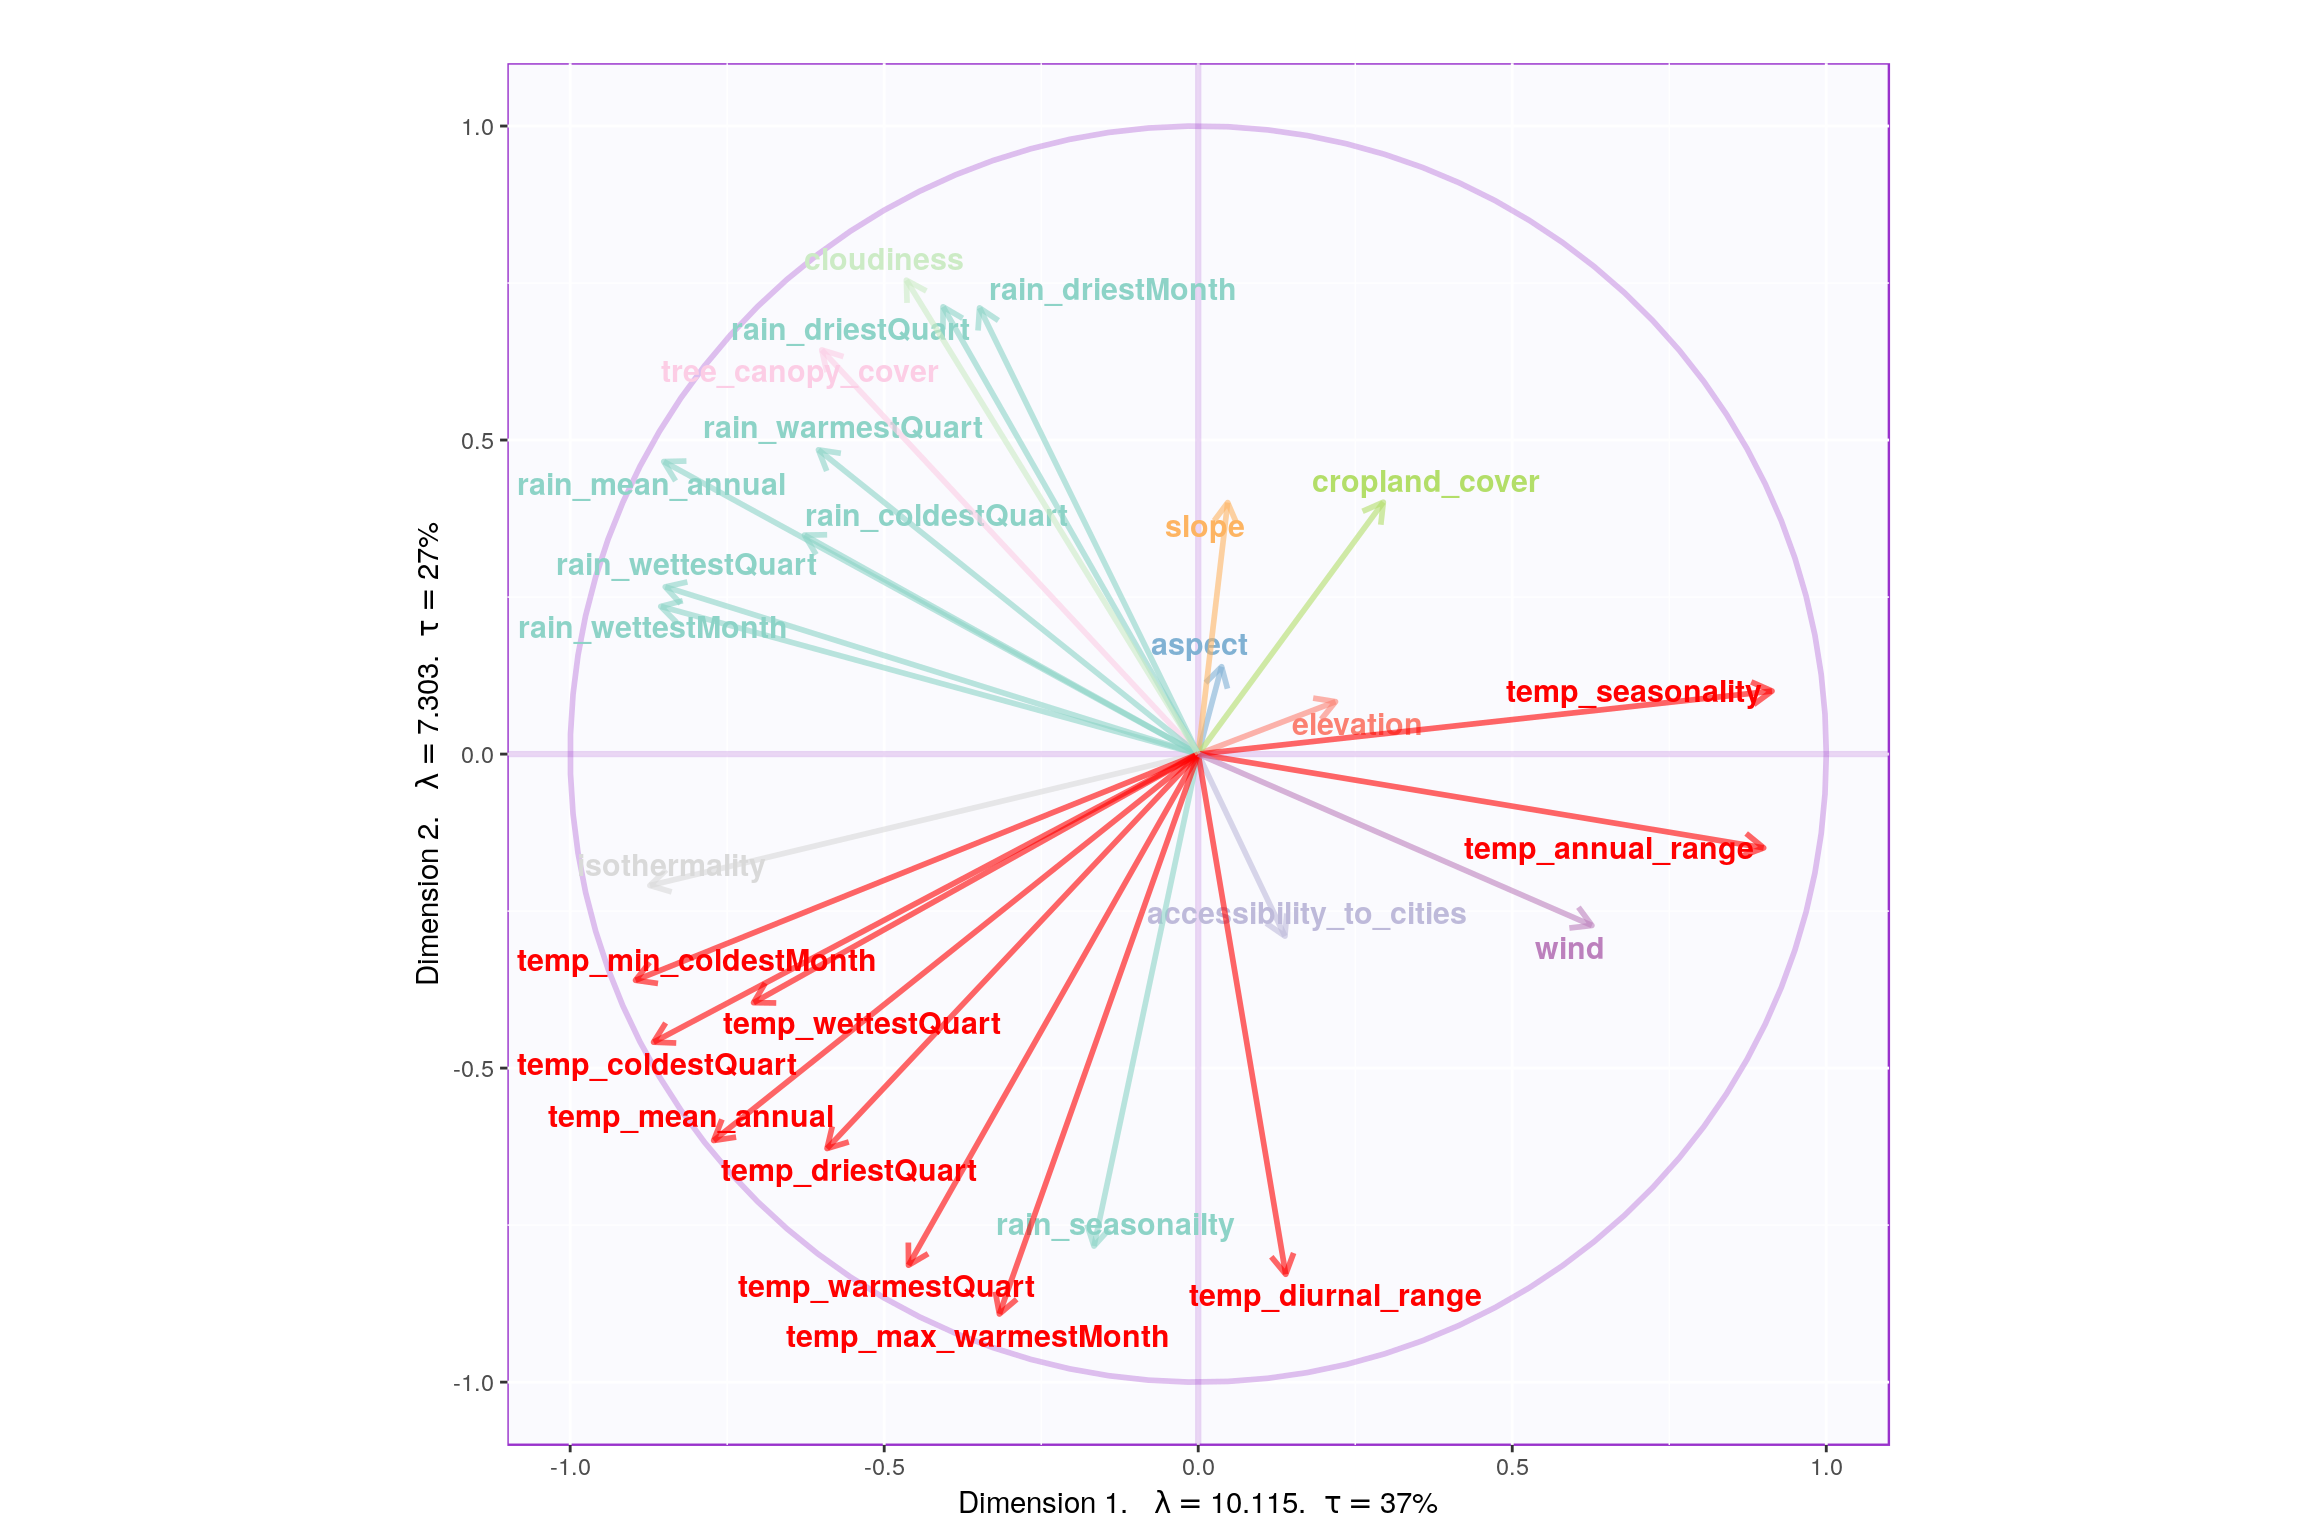 1.0
cloudiness
rain_driestMonth
rain_driestQuart
tree_canopy_cover
rain_warmestQuart
0.5
cropland_cover
rain_mean_annual
rain_coldestQuart
slope
rain_wettestQuart
rain_wettestMonth
aspect
temp_seasonality
elevation
0.0
temp_annual_range
isothermality
accessibility_to_cities
wind
temp_min_coldestMonth
temp_wettestQuart
temp_coldestQuart
-0.5
temp_mean_annual
temp_driestQuart
rain_seasonailty
temp_warmestQuart
temp_diurnal_range
temp_max_warmestMonth
-1.0
-1.0 -0.5 0.0 0.5 1.0
Dimension 1. λ = 10.115. τ = 37%
Dimension 2. λ = 7.303. τ = 27%